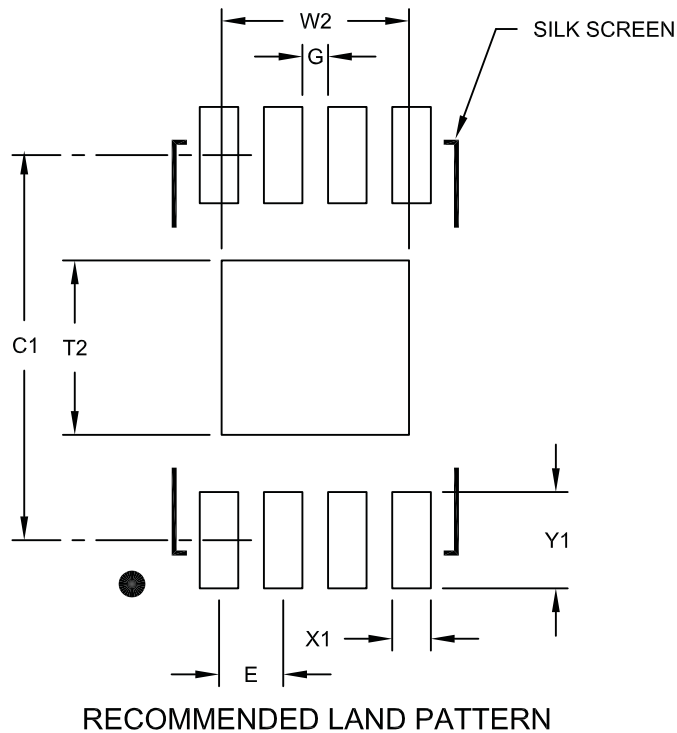 W2
SILK SCREEN
G
C1
T2
Y1
X1
E
RECOMMENDED LAND PATTERN